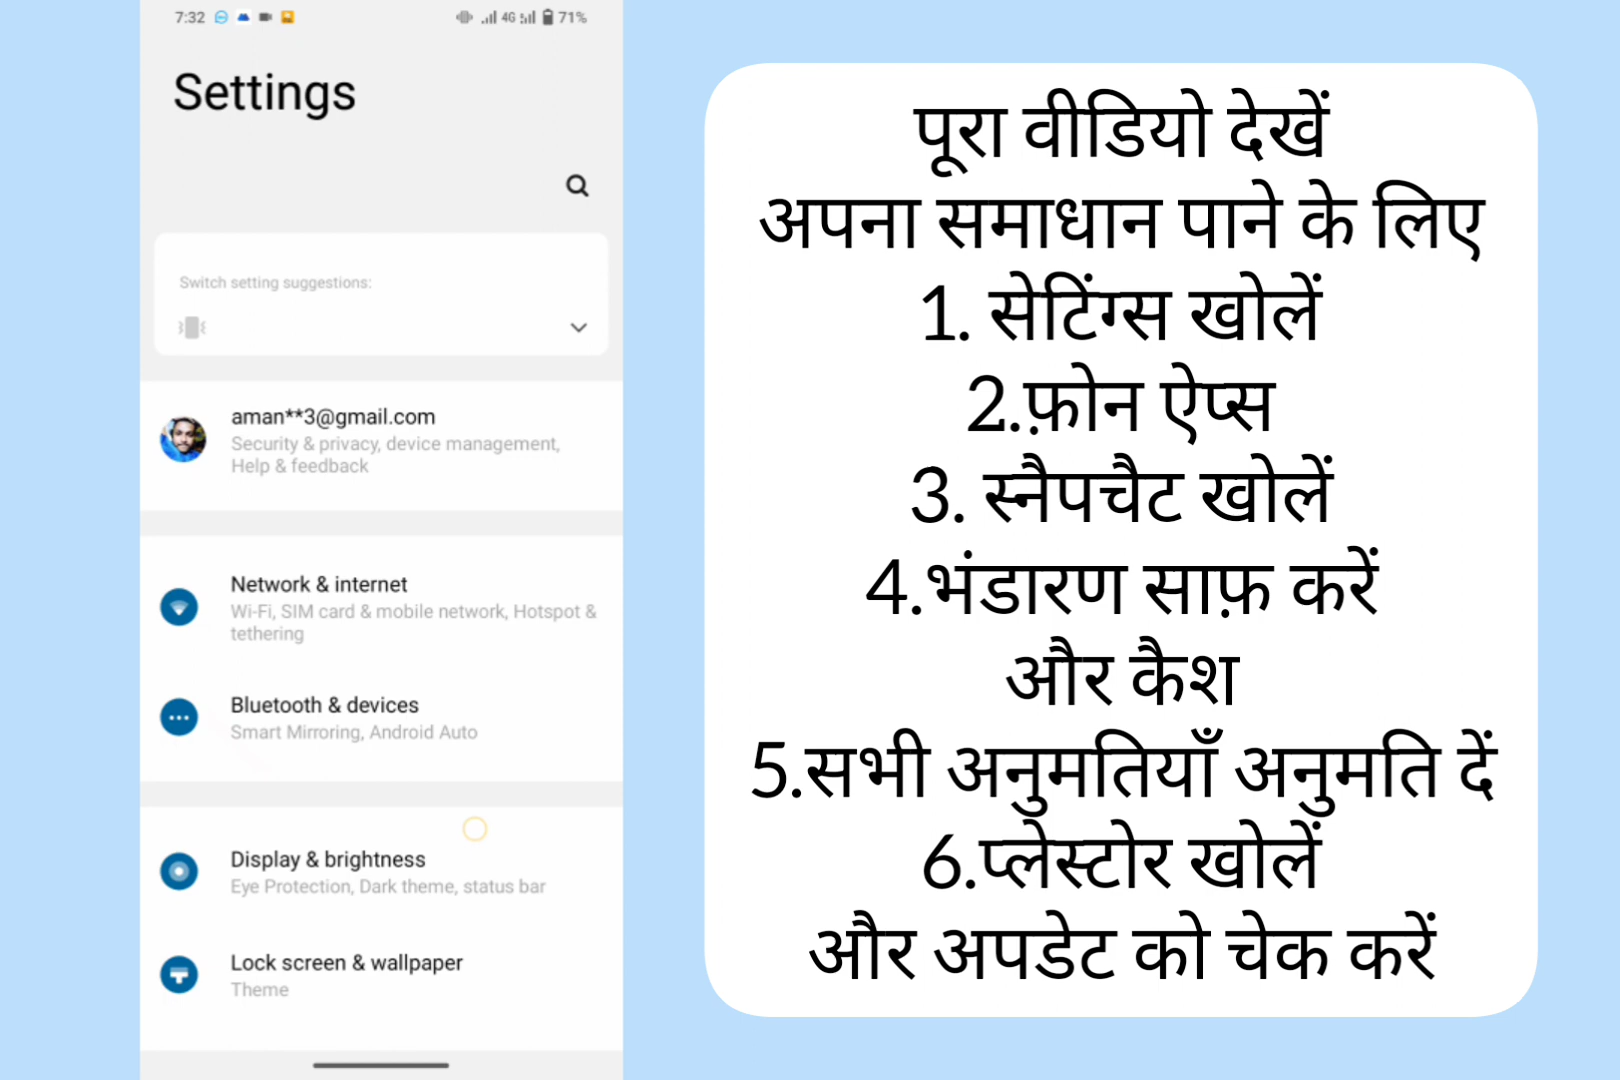 7:32
4G 71%
Settings
Switch setting suggestions:
aman**3@gmail.com
Security & privacy, device management,
Help & feedback
Network & internet
Wi-Fi, SIM card & mobile network, Hotspot &
tethering
Bluetooth & devices
Smart Mirroring, Android Auto
Display & brightness
Eye Protection, Dark theme, status bar
Lock screen & wallpaper
Theme
पूरा वीडियो देखें
अपना समाधान पाने के लिए
1. सेटिंग्स खोलें
2.फ़ोन ऐप्स
3. स्नैपचैट खोलें
4.भंडारण साफ़ करें
और कैश
5.सभी अनुमतियाँ अनुमति दें
6.प्लेस्टोर खोलें
और अपडेट को चेक करें